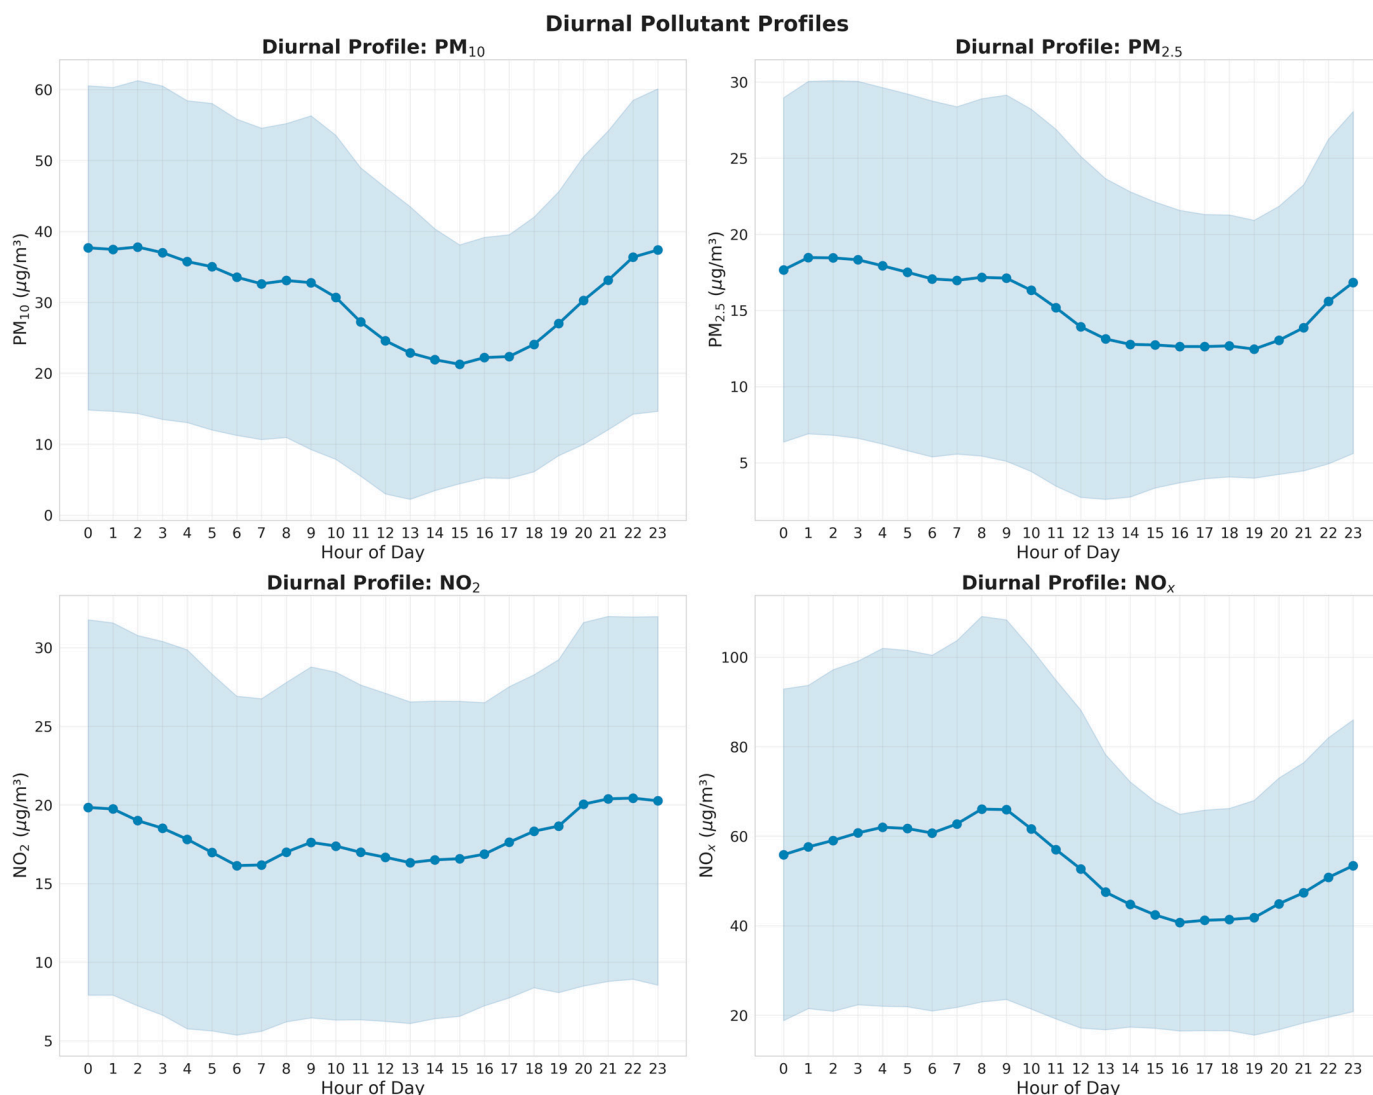 Diurnal Pollutant Profiles
Diurnal Profile: PM₁₀
60
50
40
30
20
10
0
PM₁₀ (μg/m³)
0 1 2 3 4 5 6 7 8 9 10 11 12 13 14 15 16 17 18 19 20 21 22 23
Hour of Day
Diurnal Profile: PM₂.₅
30
25
20
15
10
5
PM₂.₅ (μg/m³)
0 1 2 3 4 5 6 7 8 9 10 11 12 13 14 15 16 17 18 19 20 21 22 23
Hour of Day
Diurnal Profile: NO₂
30
25
20
15
10
5
NO₂ (μg/m³)
0 1 2 3 4 5 6 7 8 9 10 11 12 13 14 15 16 17 18 19 20 21 22 23
Hour of Day
Diurnal Profile: NOₓ
100
80
60
40
20
NOₓ (μg/m³)
0 1 2 3 4 5 6 7 8 9 10 11 12 13 14 15 16 17 18 19 20 21 22 23
Hour of Day